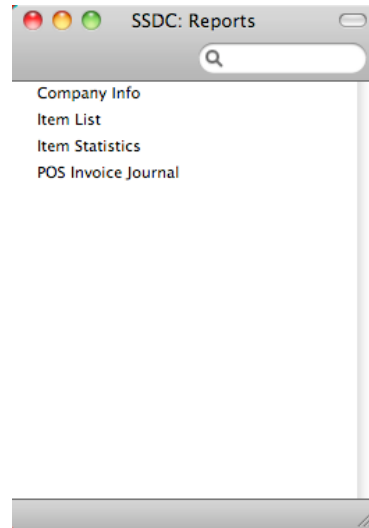 SSDC: Reports
Company Info
Item List
Item Statistics
POS Invoice Journal